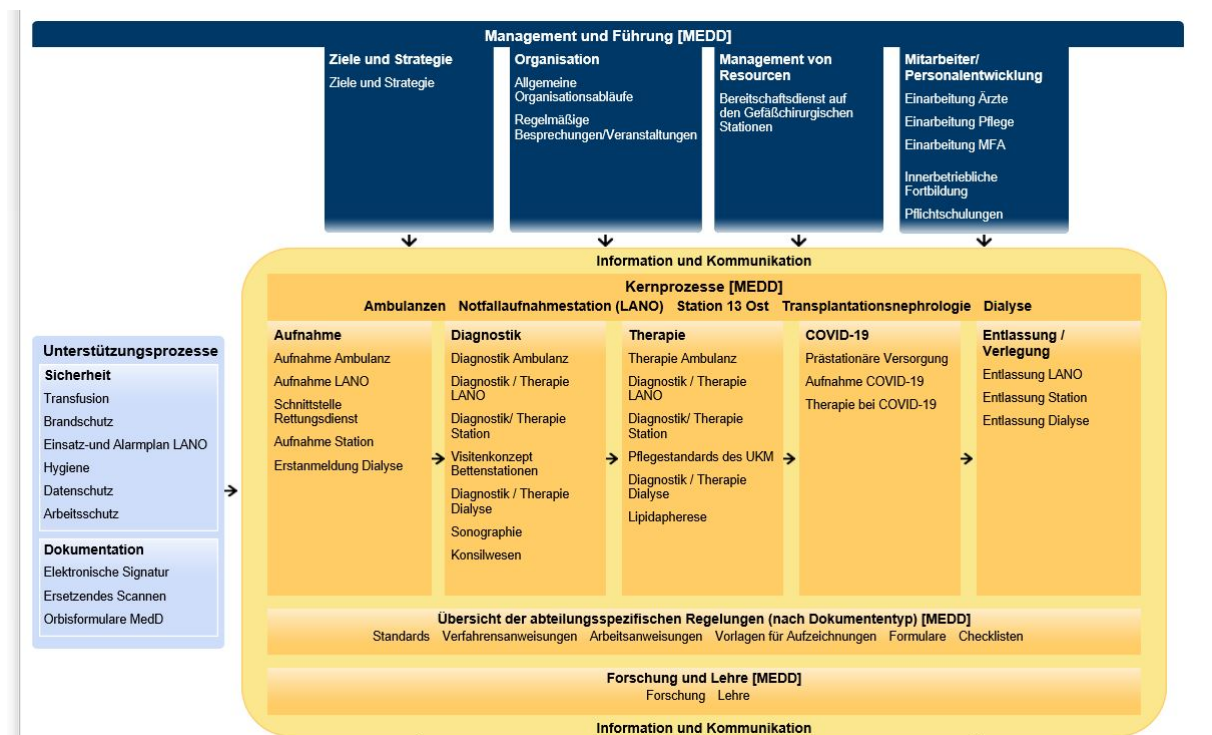 Management und Führung [MEDD]
Ziele und Strategie
Ziele und Strategie
Organisation
Allgemeine
Organisationsabläufe
Regelmäßige
Besprechungen/Veranstaltungen
Management von
Resourcen
Bereitschaftsdienst auf
den Gefäßchirurgischen
Stationen
Mitarbeiter/
Personalentwicklung
Einarbeitung Ärzte
Einarbeitung Pflege
Einarbeitung MFA
Innerbetriebliche
Fortbildung
Pflichtschulungen
Information und Kommunikation
Kernprozesse [MEDD]
Ambulanzen Notfallaufnahmestation (LANO) Station 13 Ost Transplantationsnephrologie Dialyse
Unterstützungsprozesse
Sicherheit
Transfusion
Brandschutz
Einsatz-und Alarmplan LANO
Hygiene
Datenschutz
Arbeitsschutz
Dokumentation
Elektronische Signatur
Ersetzendes Scannen
Orbisformulare MedD
Aufnahme
Aufnahme Ambulanz
Aufnahme LANO
Schnittstelle
Rettungsdienst
Aufnahme Station
Erstanmeldung Dialyse
Diagnostik
Diagnostik Ambulanz
Diagnostik / Therapie
LANO
Diagnostik/ Therapie
Station
Visitenkonzept
Bettenstationen
Diagnostik / Therapie
Dialyse
Sonographie
Konsilwesen
Therapie
Therapie Ambulanz
Diagnostik / Therapie
LANO
Diagnostik/ Therapie
Station
Pflegestandards des UKM
Diagnostik / Therapie
Dialyse
Lipidapherese
COVID-19
Prästationäre Versorgung
Aufnahme COVID-19
Therapie bei COVID-19
Entlassung /
Verlegung
Entlassung LANO
Entlassung Station
Entlassung Dialyse
Übersicht der abteilungsspezifischen Regelungen (nach Dokumententyp) [MEDD]
Standards Verfahrensanweisungen Arbeitsanweisungen Vorlagen für Aufzeichnungen Formulare Checklisten
Forschung und Lehre [MEDD]
Forschung Lehre
Information und Kommunikation